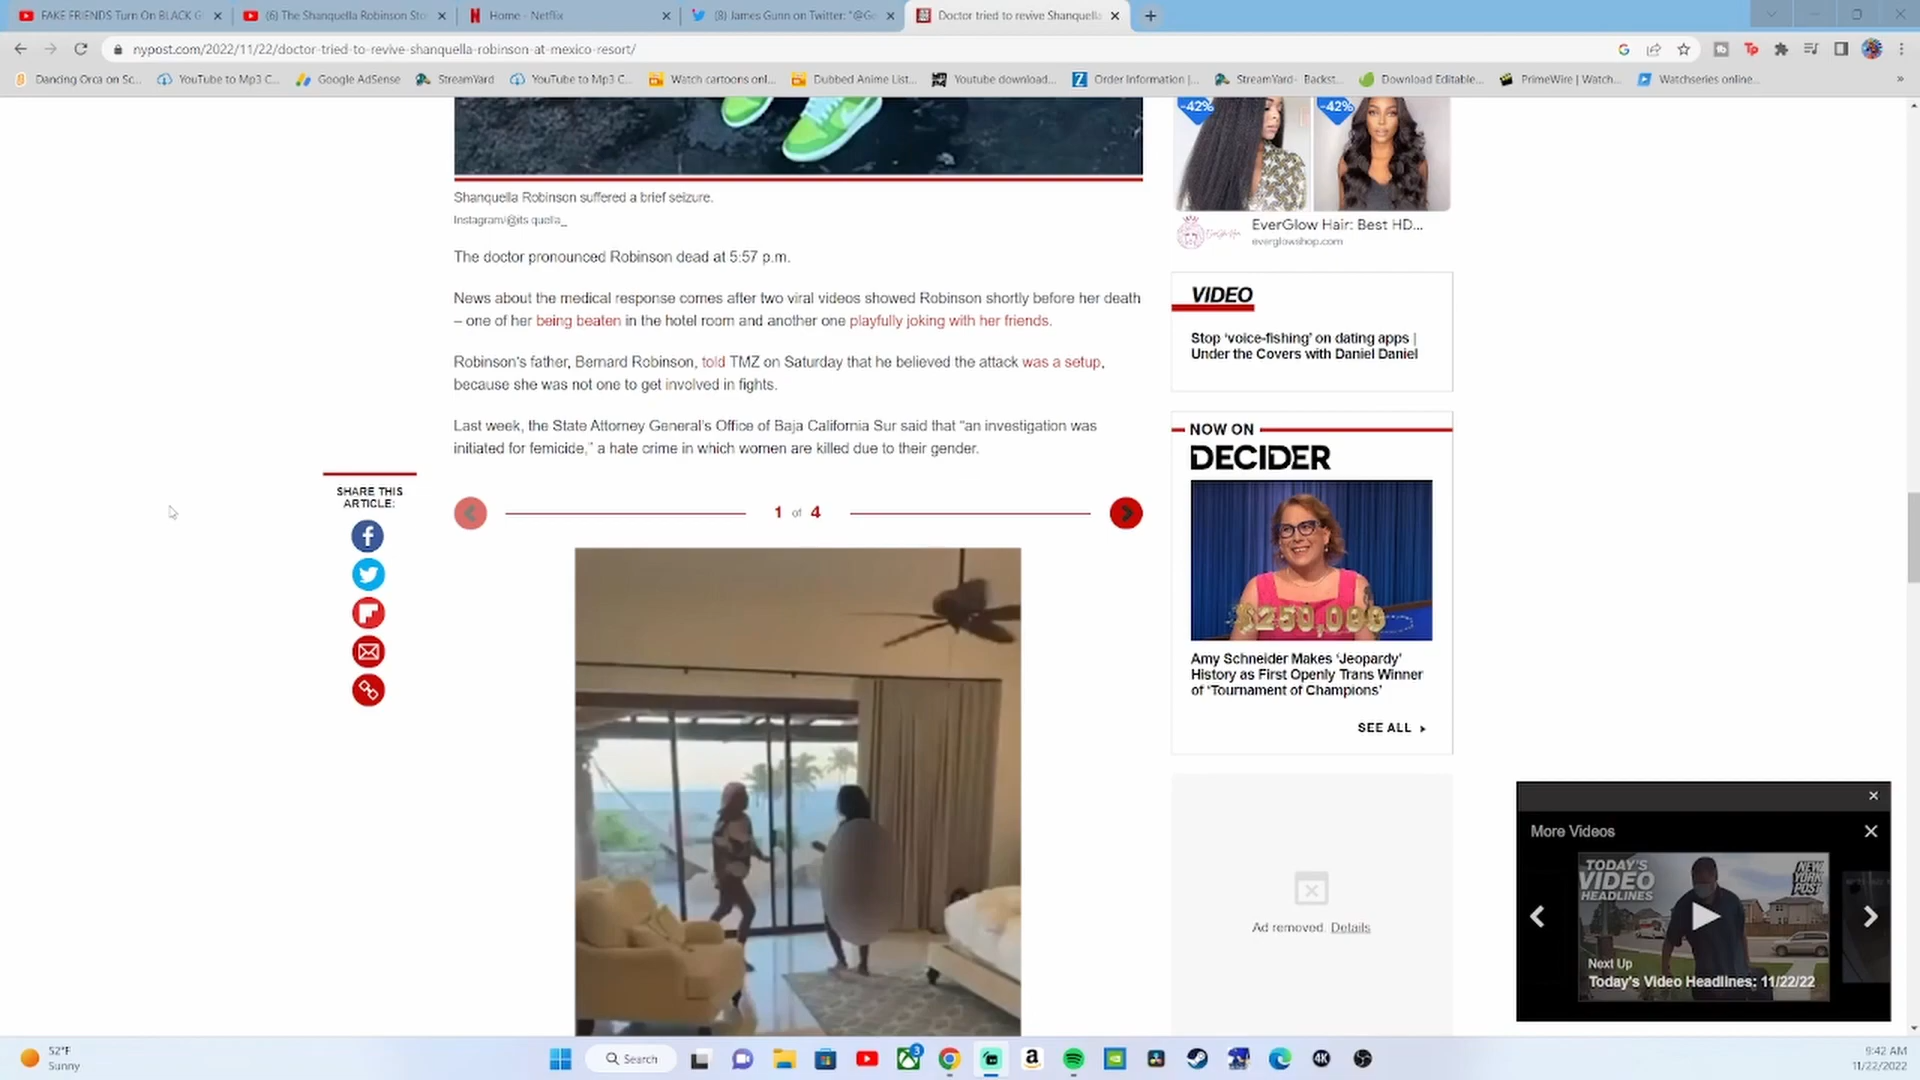 FAKE FRIENDS Turn On BLACK G
(6) The Shanquella Robinson Sto
Home - Netflix
(8) James Gunn on Twitter: "@Ge
Doctor tried to revive Shanquella
nypost.com/2022/11/22/doctor-tried-to-revive-shanquella-robinson-at-mexico-resort/
Dancing Orca on Sc...
YouTube to Mp3 C...
Google AdSense
StreamYard
YouTube to Mp3 C...
Watch cartoons onl...
Dubbed Anime List...
Youtube download...
Order Information |...
StreamYard- Backst...
Download Editable...
PrimeWire | Watch...
Watchseries online...
-42%
-42%
Shanquella Robinson suffered a brief seizure.
Instagram/@its quella_
The doctor pronounced Robinson dead at 5:57 p.m.
News about the medical response comes after two viral videos showed Robinson shortly before her death
– one of her being beaten in the hotel room and another one playfully joking with her friends.
Robinson's father, Bernard Robinson, told TMZ on Saturday that he believed the attack was a setup,
because she was not one to get involved in fights.
Last week, the State Attorney General's Office of Baja California Sur said that "an investigation was
initiated for femicide," a hate crime in which women are killed due to their gender.
SHARE THIS
ARTICLE:
1 of 4
EverGlow Hair: Best HD...
everglowshop.com
VIDEO
Stop 'voice-fishing' on dating apps |
Under the Covers with Daniel Daniel
NOW ON
DECIDER
$250,000
Amy Schneider Makes 'Jeopardy'
History as First Openly Trans Winner
of 'Tournament of Champions'
SEE ALL
Ad removed. Details
More Videos
TODAY'S
VIDEO
HEADLINES
NEW
YORK
POST
Next Up
Today's Video Headlines: 11/22/22
52°F
Sunny
Search
3
4K
9:42 AM
11/22/2022